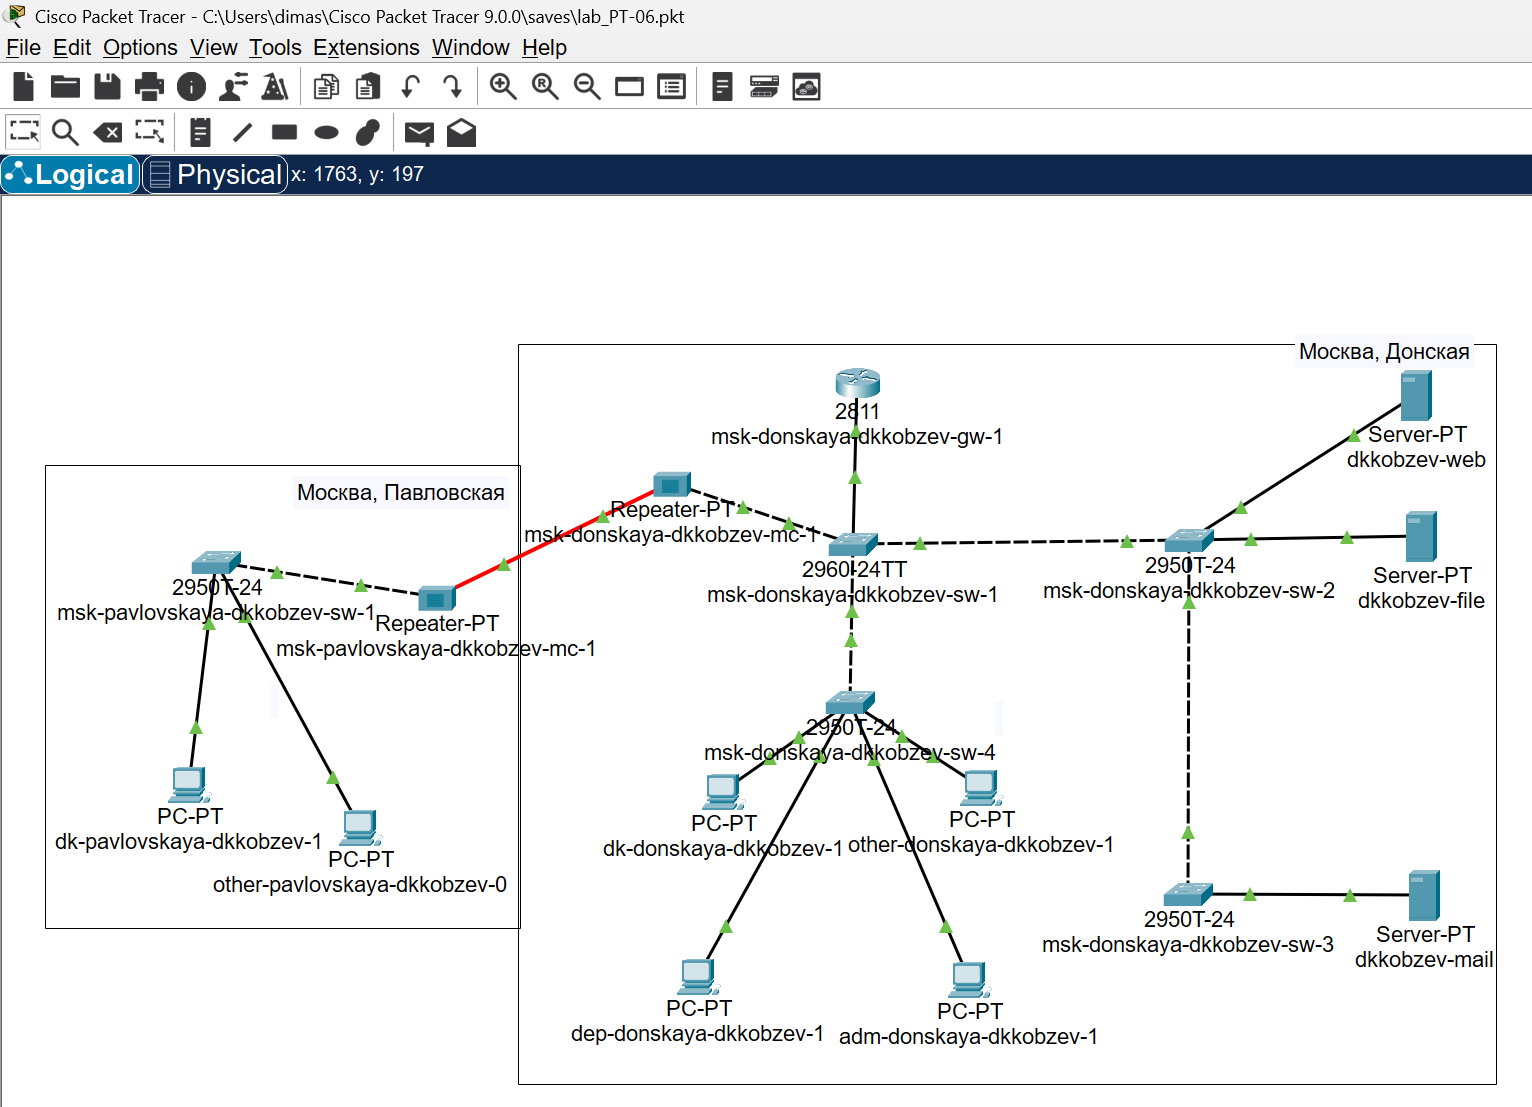 Cisco Packet Tracer - C:\Users\dimas\Cisco Packet Tracer 9.0.0\saves\lab_PT-06.pkt
File Edit Options View Tools Extensions Window Help
Logical Physical x: 1763, y: 197
Москва, Донская
2811
msk-donskaya-dkkobzev-gw-1
Server-PT
dkkobzev-web
Москва, Павловская
Repeater-PT
msk-donskaya-dkkobzev-mc-1
2960-24TT
msk-donskaya-dkkobzev-sw-1
2950T-24
msk-donskaya-dkkobzev-sw-2
Server-PT
dkkobzev-file
2950T-24
msk-pavlovskaya-dkkobzev-sw-1
Repeater-PT
msk-pavlovskaya-dkkobzev-mc-1
2950T-24
msk-donskaya-dkkobzev-sw-4
PC-PT
dk-pavlovskaya-dkkobzev-1
PC-PT
other-pavlovskaya-dkkobzev-0
PC-PT
dk-donskaya-dkkobzev-1
PC-PT
other-donskaya-dkkobzev-1
2950T-24
msk-donskaya-dkkobzev-sw-3
Server-PT
dkkobzev-mail
PC-PT
dep-donskaya-dkkobzev-1
PC-PT
adm-donskaya-dkkobzev-1